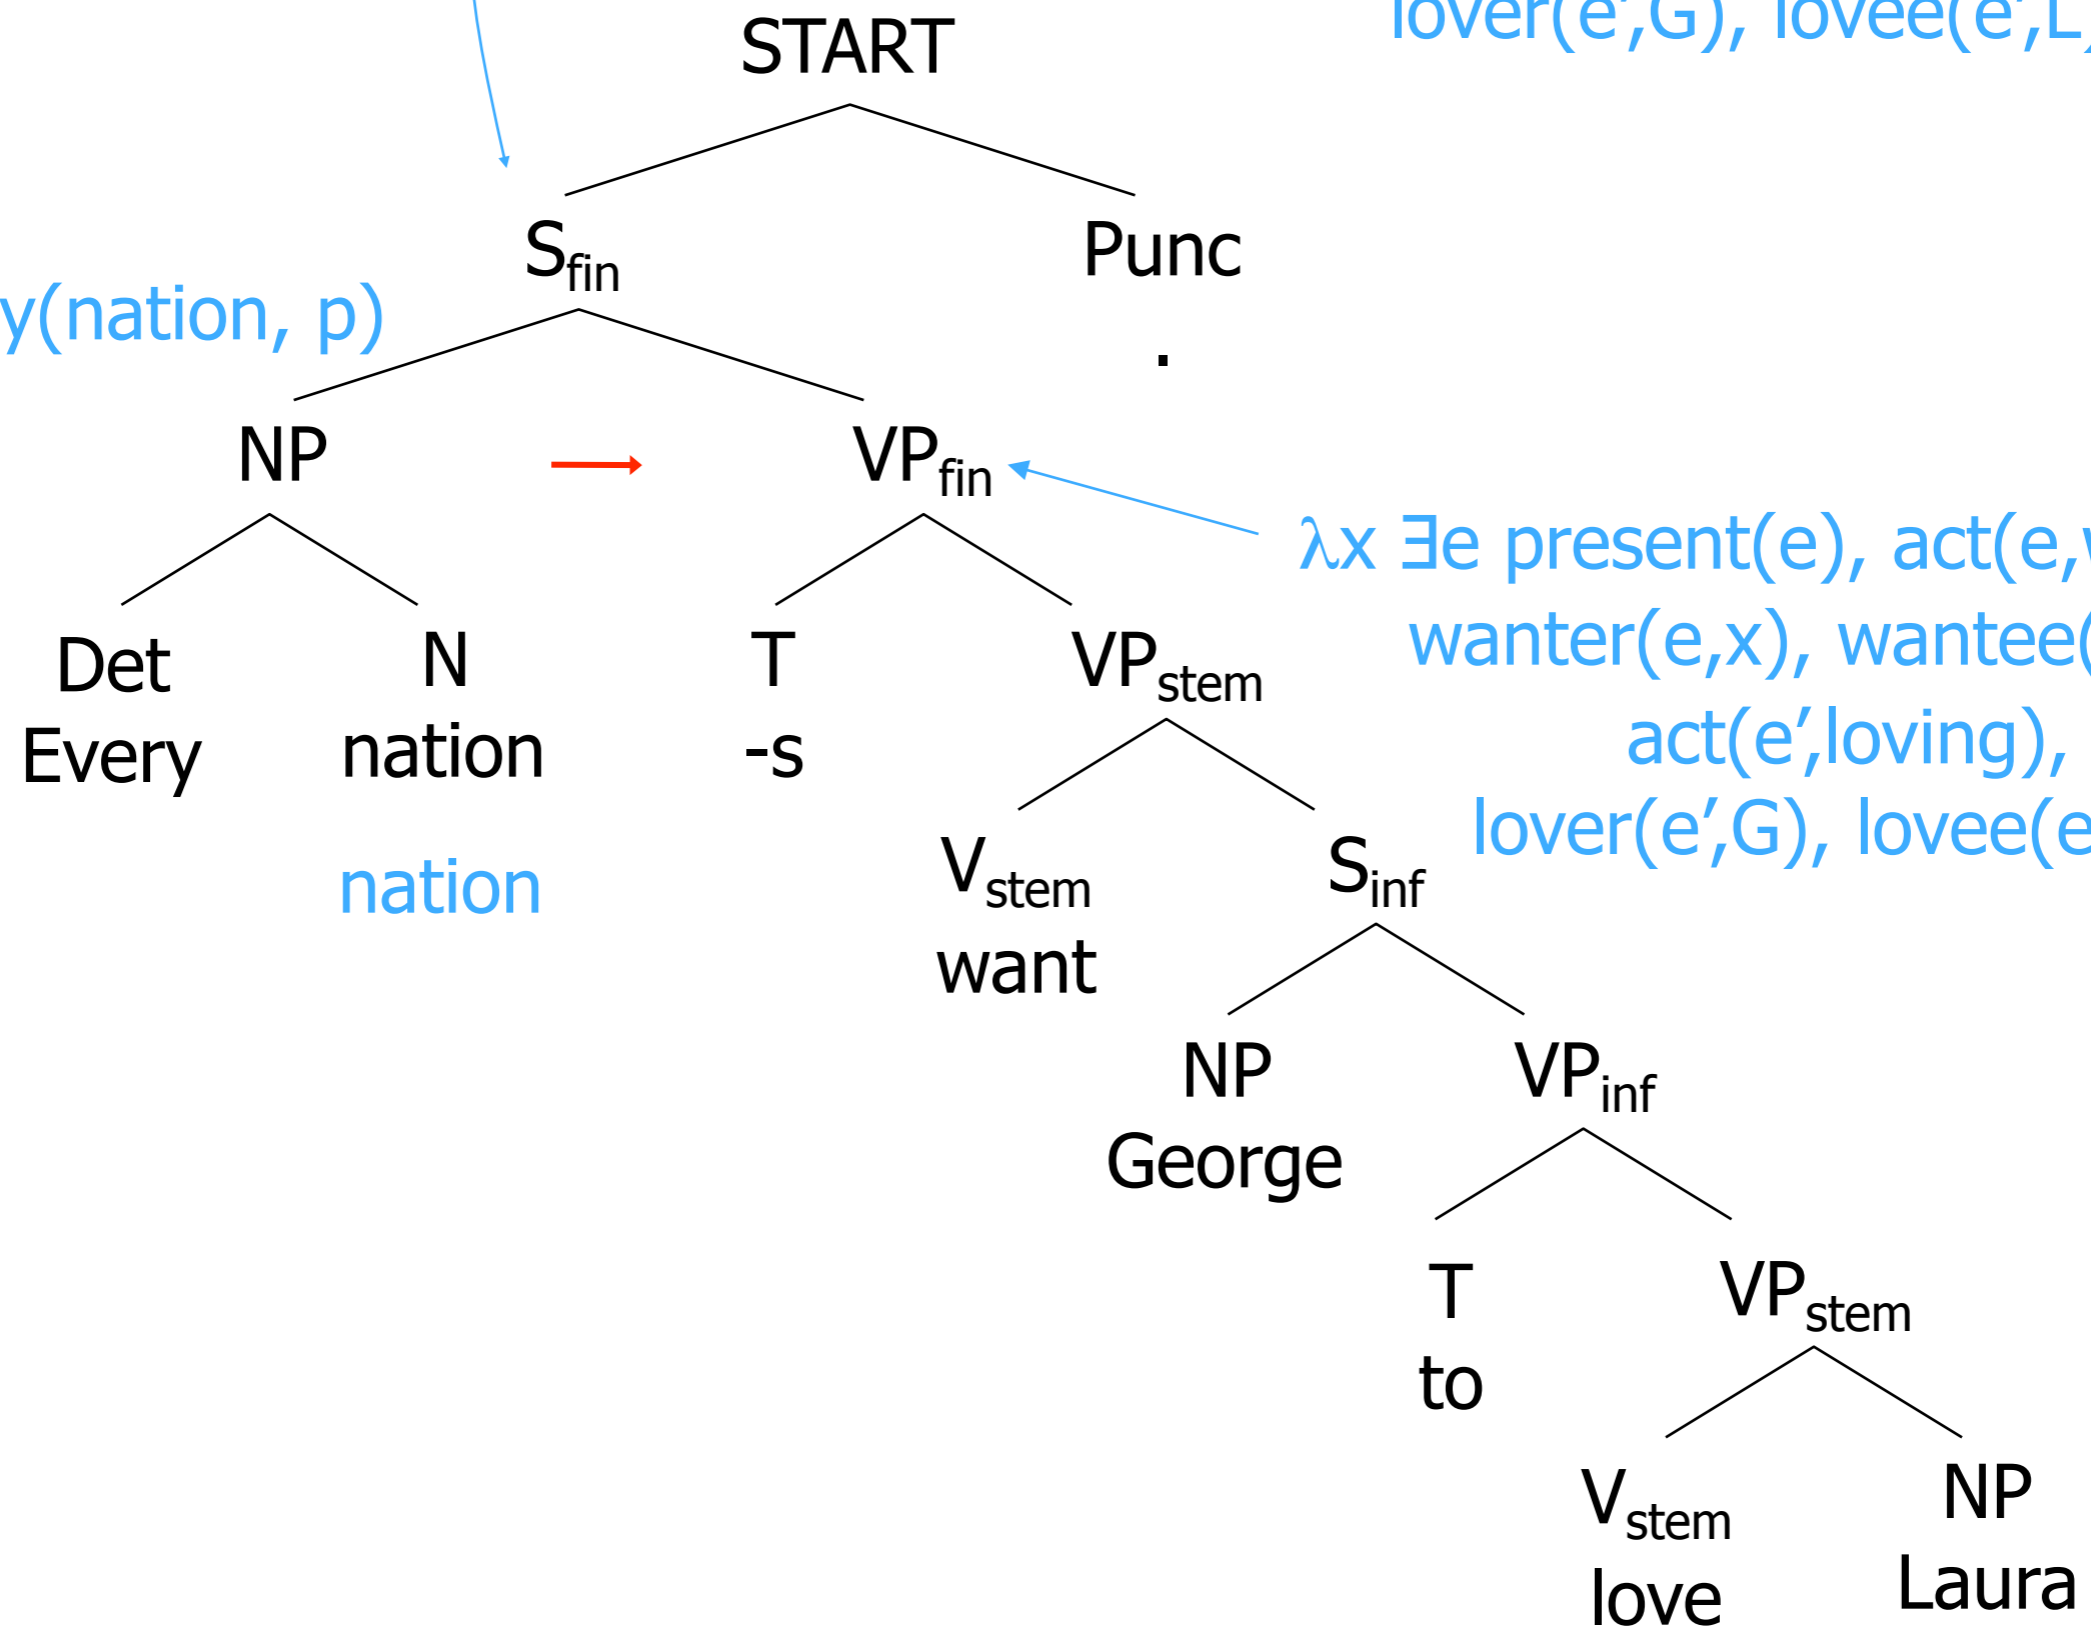 lover(e′,G), lovee(e′,L)
START
S fin
Punc
y(nation, p)
.
NP
VP fin
λx ∃e present(e), act(e,w
Det
N
T
VP stem
wanter(e,x), wantee(
Every
nation
-s
act(e′,loving),
nation
V stem
S inf
lover(e′,G), lovee(e
want
NP
VP inf
George
T
VP stem
to
V stem
NP
love
Laura